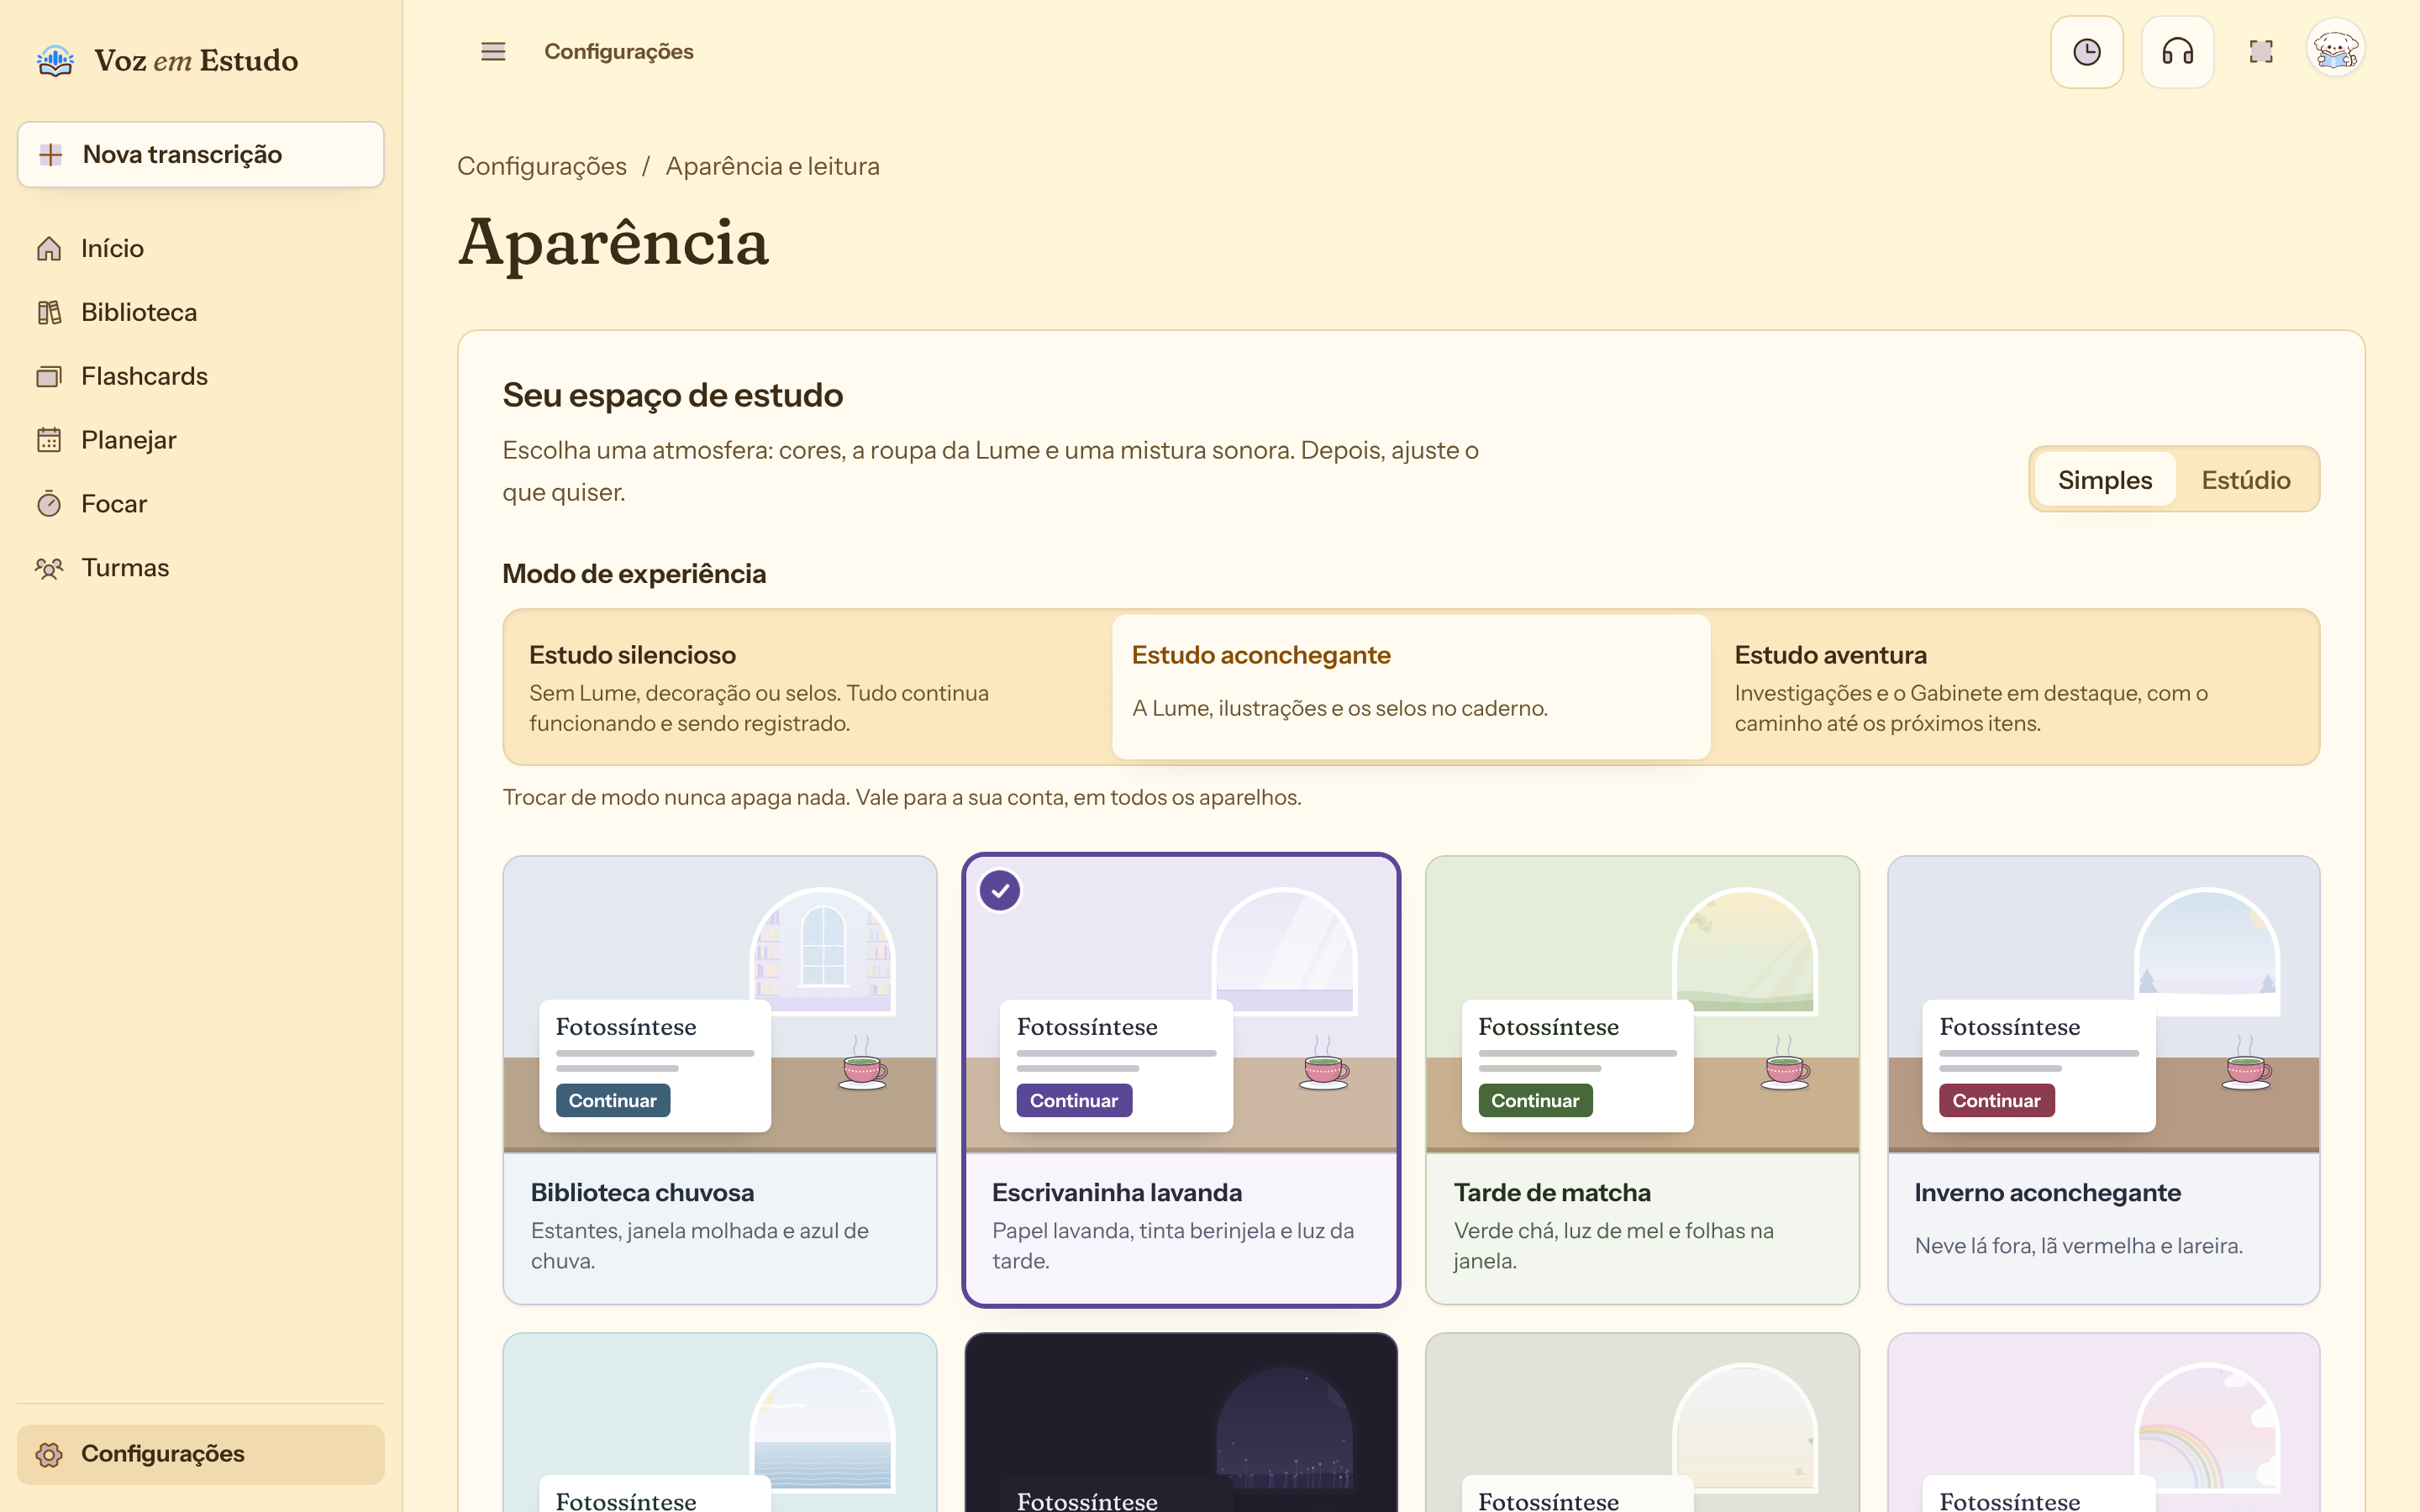 Voz em Estudo
Nova transcrição
Início
Biblioteca
Flashcards
Planejar
Focar
Turmas
Configurações
Configurações
Configurações / Aparência e leitura
Aparência
Seu espaço de estudo
Escolha uma atmosfera: cores, a roupa da Lume e uma mistura sonora. Depois, ajuste o
que quiser.
Simples
Estúdio
Modo de experiência
Estudo silencioso
Sem Lume, decoração ou selos. Tudo continua
funcionando e sendo registrado.
Estudo aconchegante
A Lume, ilustrações e os selos no caderno.
Estudo aventura
Investigações e o Gabinete em destaque, com o
caminho até os próximos itens.
Trocar de modo nunca apaga nada. Vale para a sua conta, em todos os aparelhos.
Fotossíntese
Continuar
Biblioteca chuvosa
Estantes, janela molhada e azul de
chuva.
Fotossíntese
Continuar
Escrivaninha lavanda
Papel lavanda, tinta berinjela e luz da
tarde.
Fotossíntese
Continuar
Tarde de matcha
Verde chá, luz de mel e folhas na
janela.
Fotossíntese
Continuar
Inverno aconchegante
Neve lá fora, lã vermelha e lareira.
Fotossíntese
Fotossíntese
Fotossíntese
Fotossíntese